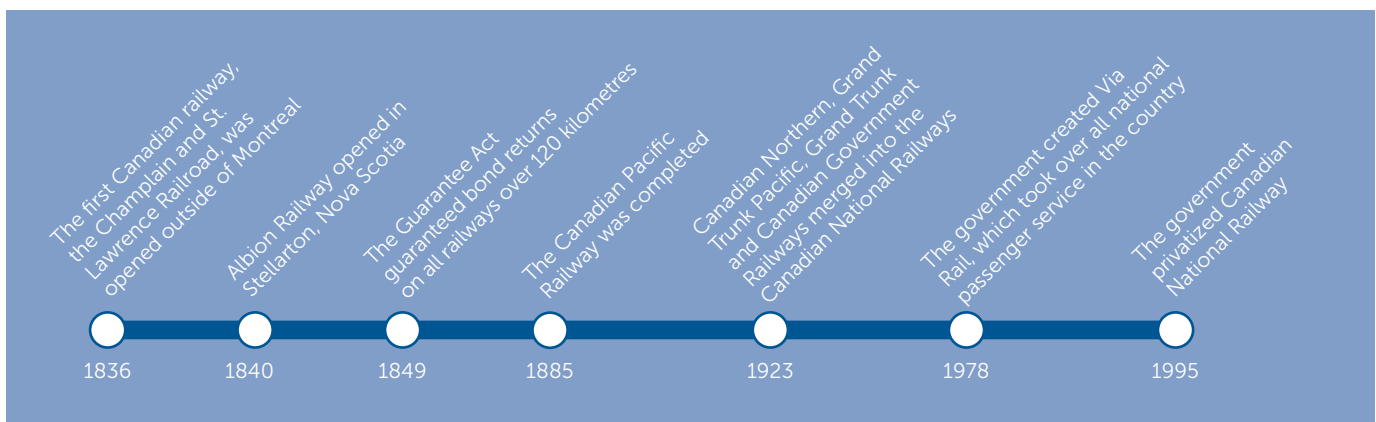 The first Canadian railway,
the Champlain and St.
Lawrence Railroad, was
opened outside of Montreal
Albion Railway opened in
Stellarton, Nova Scotia
The Guarantee Act
guaranteed bond returns
on all railways over 120 kilometres
The Canadian Pacific
Railway was completed
Canadian Northern, Grand
Trunk Pacific, Grand Trunk
and Canadian Government
Railways merged into the
Canadian National Railways
The government created Via
Rail, which took over all national
passenger service in the country
The government
privatized Canadian
National Railway
1836
1840
1849
1885
1923
1978
1995